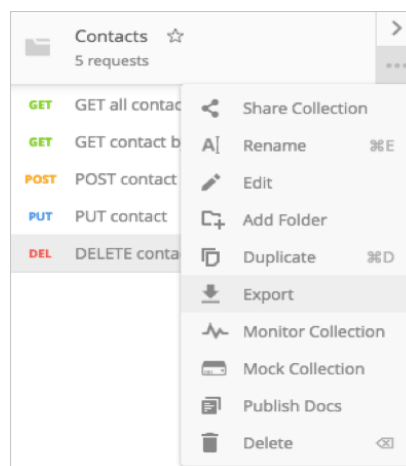 Contacts
5 requests
GET GET all contac
GET GET contact b
POST POST contact
PUT PUT contact
DEL DELETE conta
Share Collection
Rename ⌘E
Edit
Add Folder
Duplicate ⌘D
Export
Monitor Collection
Mock Collection
Publish Docs
Delete ⌫